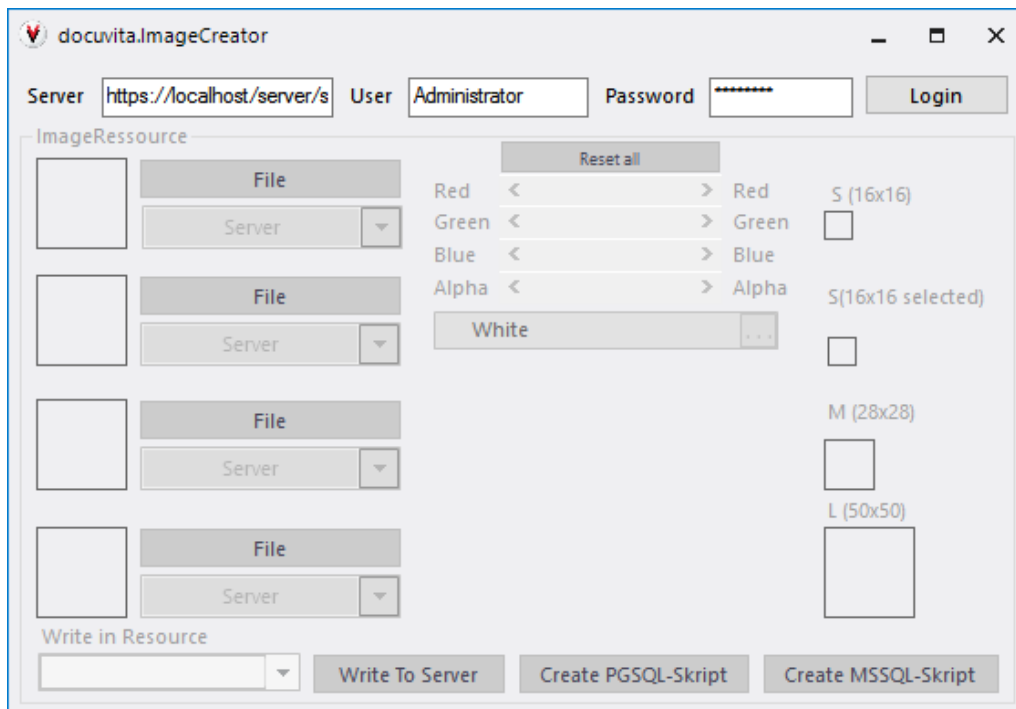 docuvita.ImageCreator
Server https://localhost/server/s User Administrator Password ******** Login
ImageRessource
Reset all
File
Server
Red < > Red
Green < > Green
Blue < > Blue
Alpha < > Alpha
White ...
S (16x16)
File
Server
S(16x16 selected)
File
Server
M (28x28)
File
Server
L (50x50)
Write in Resource
Write To Server Create PGSQL-Skript Create MSSQL-Skript